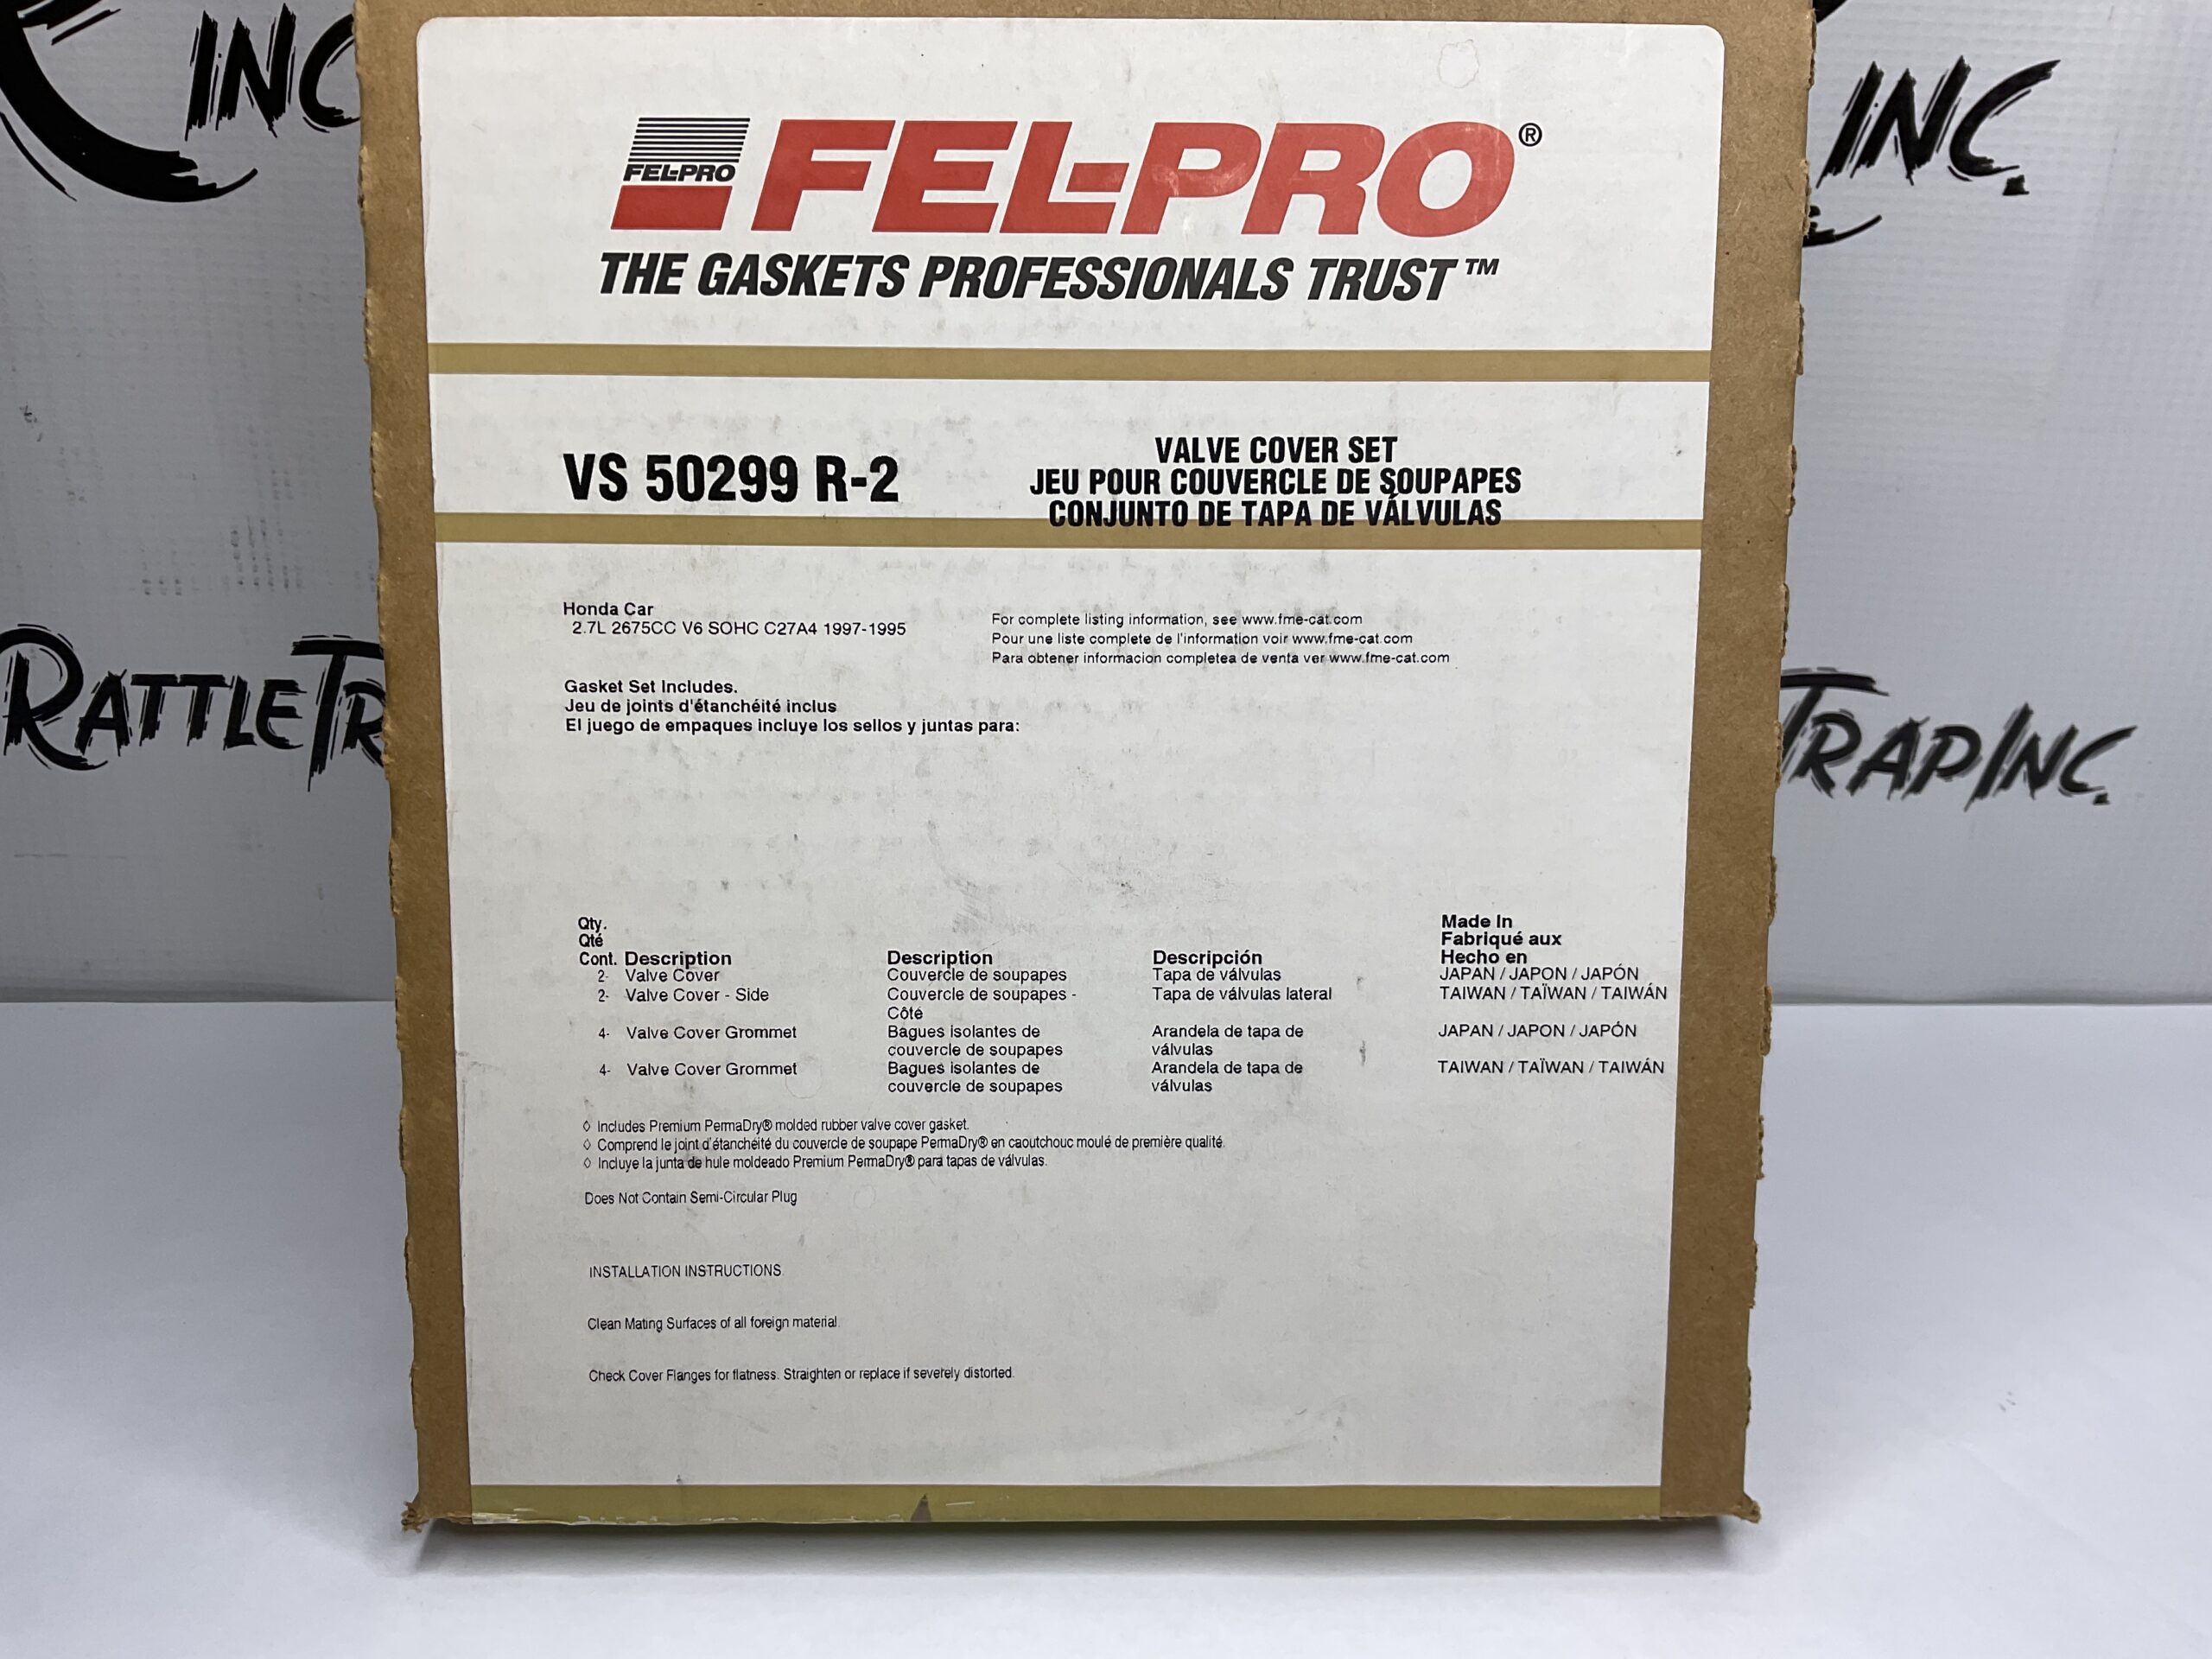 INC
INC.
FEL-PRO
FEL-PRO®
THE GASKETS PROFESSIONALS TRUST™
VS 50299 R-2
VALVE COVER SET
JEU POUR COUVERCLE DE SOUPAPES
CONJUNTO DE TAPA DE VÁLVULAS
Honda Car
2.7L 2675CC V6 SOHC C27A4 1997-1995
For complete listing information, see www.fme-cat.com
Pour une liste complete de l'information voir www.fme-cat.com
Para obtener informacion completea de venta ver www.fme-cat.com
Gasket Set Includes.
Jeu de joints d'étanchéité inclus
El juego de empaques incluye los sellos y juntas para:
RATTLETR
TRAPINC.
Qty.
Qté
Cont. Description Description Descripción
Made In
Fabriqué aux
Hecho en
2- Valve Cover Couvercle de soupapes Tapa de válvulas JAPAN / JAPON / JAPÓN
2- Valve Cover - Side Couvercle de soupapes - Tapa de válvulas lateral TAIWAN / TAÏWAN / TAIWÁN
Côté
4- Valve Cover Grommet Bagues isolantes de Arandela de tapa de JAPAN / JAPON / JAPÓN
couvercle de soupapes válvulas
4- Valve Cover Grommet Bagues isolantes de Arandela de tapa de TAIWAN / TAÏWAN / TAIWÁN
couvercle de soupapes válvulas
◊ Includes Premium PermaDry® molded rubber valve cover gasket.
◊ Comprend le joint d'étanchéité du couvercle de soupape PermaDry® en caoutchouc moulé de première qualité.
◊ Incluye la junta de hule moldeado Premium PermaDry® para tapas de válvulas.
Does Not Contain Semi-Circular Plug
INSTALLATION INSTRUCTIONS
Clean Mating Surfaces of all foreign material.
Check Cover Flanges for flatness. Straighten or replace if severely distorted.